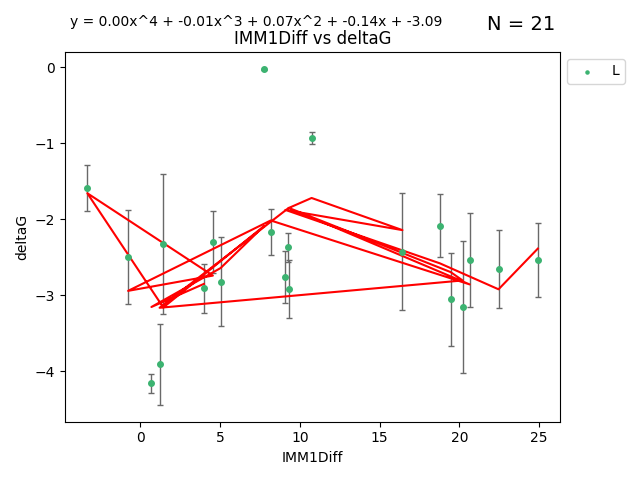 y = 0.00x^4 + -0.01x^3 + 0.07x^2 + -0.14x + -3.09
N = 21
IMM1Diff vs deltaG
L
0
−1
−2
−3
−4
deltaG
0 5 10 15 20 25
IMM1Diff